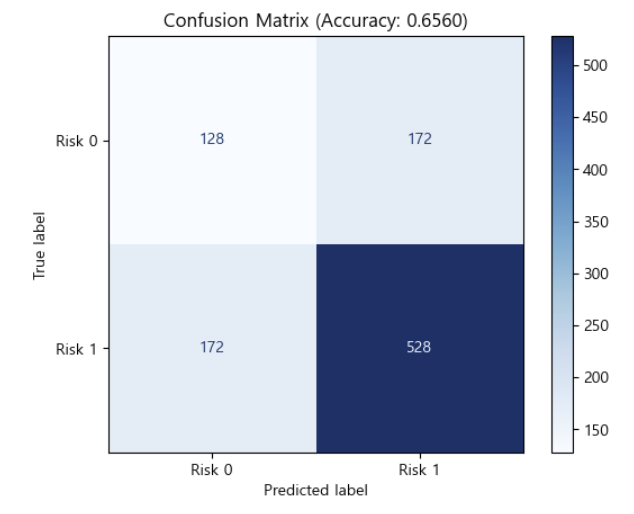 Confusion Matrix (Accuracy: 0.6560)
True label
Risk 0
128
172
Risk 1
172
528
Risk 0
Risk 1
Predicted label
500
450
400
350
300
250
200
150